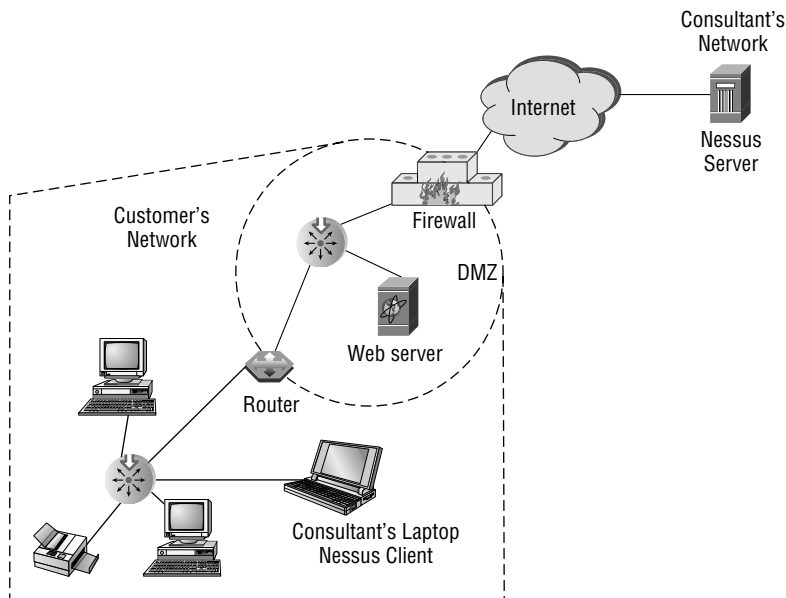 Consultant's
Network
Internet
Nessus
Server
Customer's
Network
Firewall
DMZ
Web server
Router
Consultant's Laptop
Nessus Client